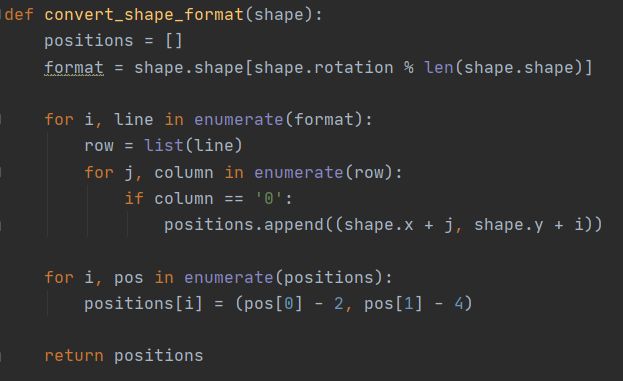 def convert_shape_format(shape):
    positions = []
    format = shape.shape[shape.rotation % len(shape.shape)]

    for i, line in enumerate(format):
        row = list(line)
        for j, column in enumerate(row):
            if column == '0':
                positions.append((shape.x + j, shape.y + i))

    for i, pos in enumerate(positions):
        positions[i] = (pos[0] - 2, pos[1] - 4)

    return positions